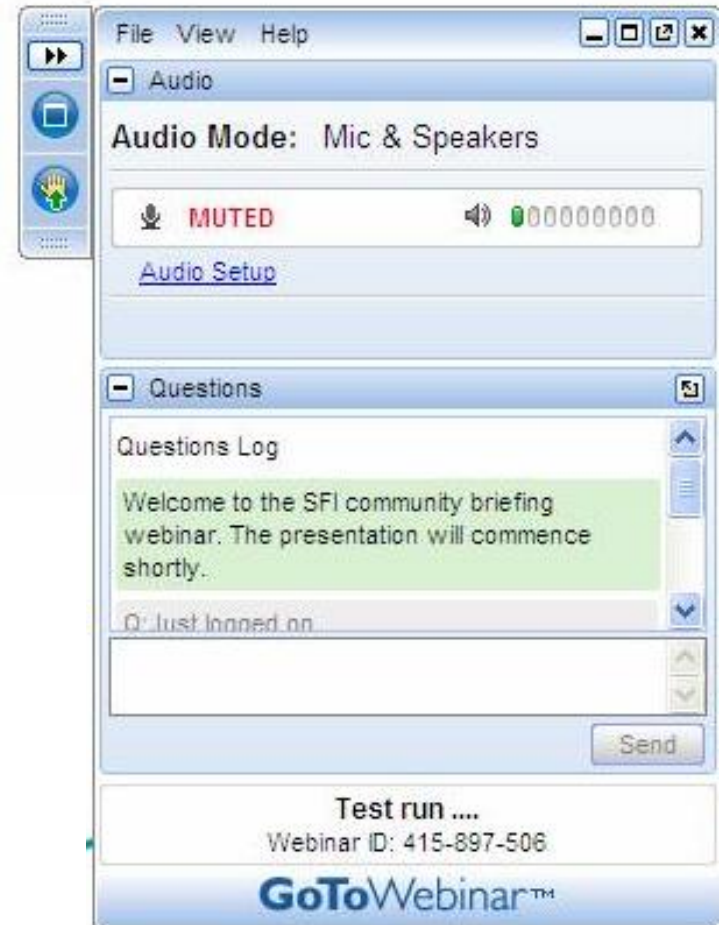 File View Help
Audio
Audio Mode: Mic & Speakers
MUTED
Audio Setup
Questions
Questions Log
Welcome to the SFI community briefing
webinar. The presentation will commence
shortly.
Q: Just logged on
Send
Test run ....
Webinar ID: 415-897-506
GoToWebinar™